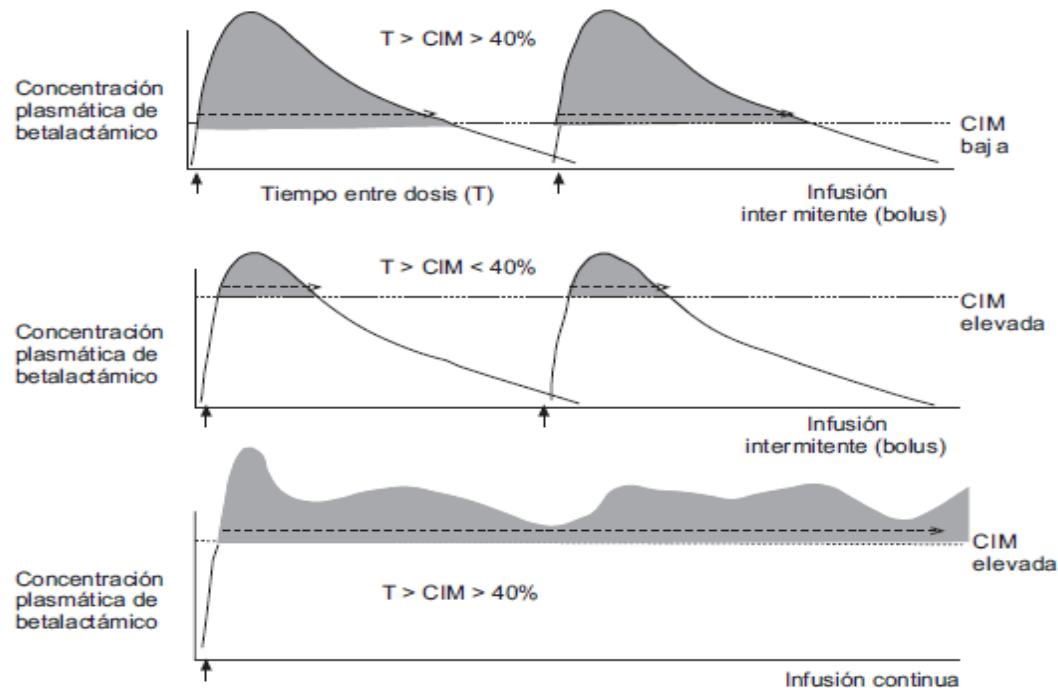 T > CIM > 40%
Concentración
plasmática de
betalactámico
CIM
baja
Tiempo entre dosis (T)
Infusión
inter mitente (bolus)
T > CIM < 40%
CIM
elevada
Concentración
plasmática de
betalactámico
Infusión
intermitente (bolus)
CIM
elevada
Concentración
plasmática de
betalactámico
T > CIM > 40%
Infusión continua